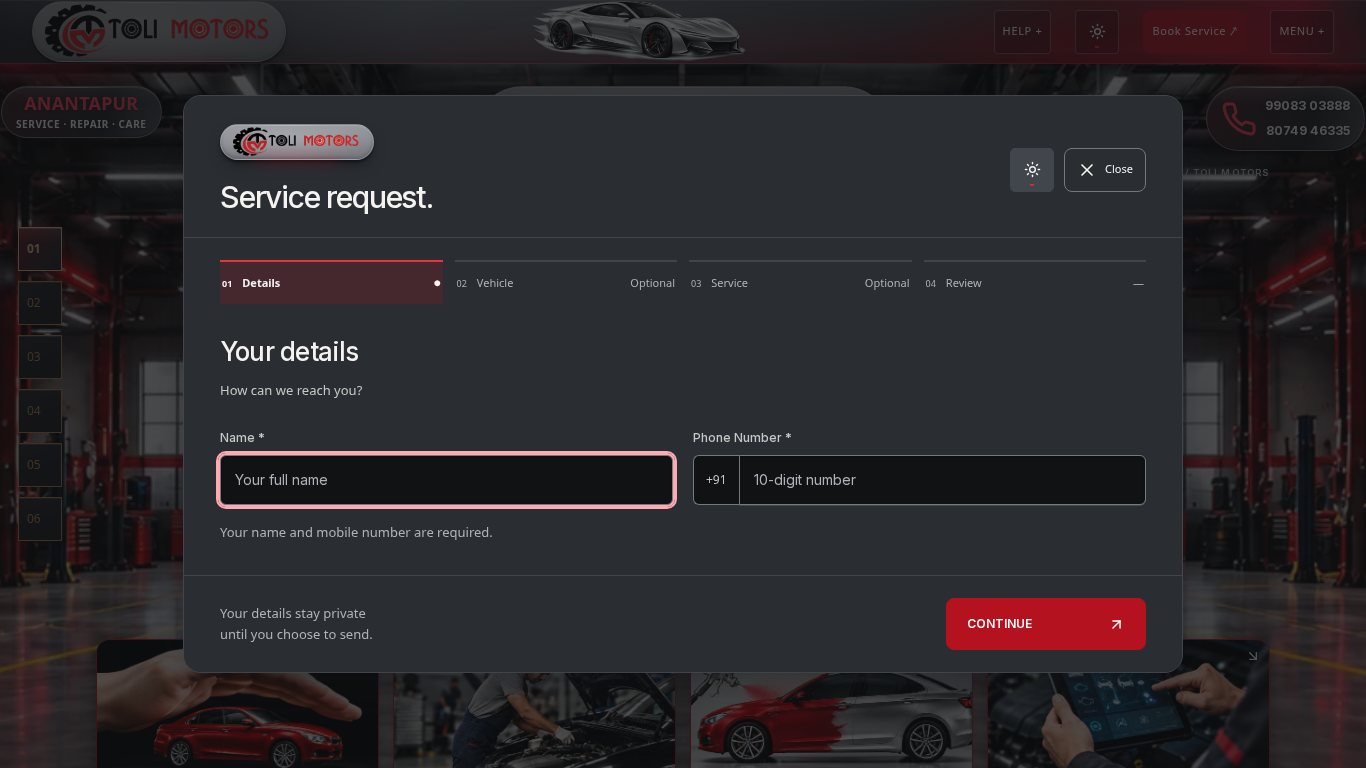 TOLI MOTORS
HELP +
Book Service ↗
MENU +
ANANTAPUR
SERVICE · REPAIR · CARE
99083 03888
80749 46335
/ TOLI MOTORS
01
02
03
04
05
06
TOLI MOTORS
Close
Service request.
01 Details
02 Vehicle Optional
03 Service Optional
04 Review —
Your details
How can we reach you?
Name *
Phone Number *
Your full name
+91 10-digit number
Your name and mobile number are required.
Your details stay private
until you choose to send.
CONTINUE